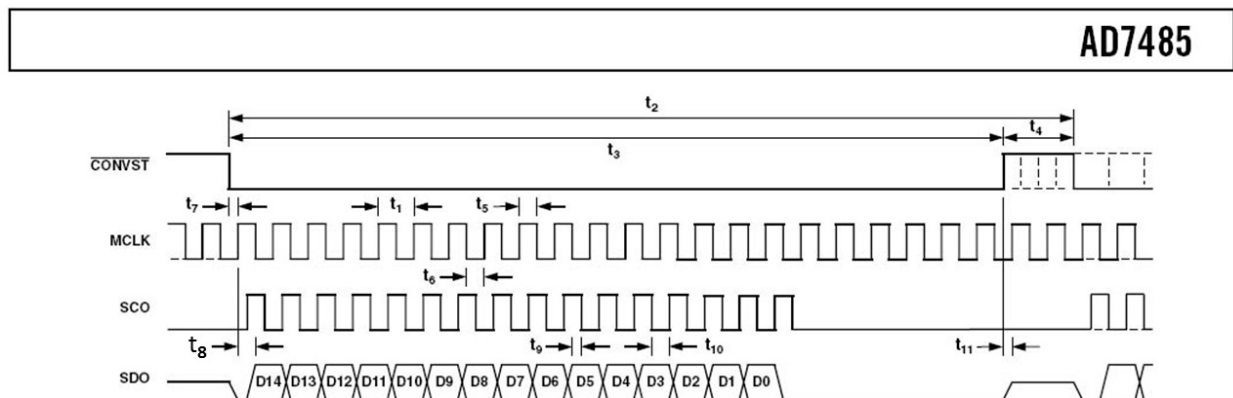 AD7485
t2
t4
t3
CONVST
t7 t1 t5
MCLK
t6
SCO
t8 t9 t10 t11
SDO D14 D13 D12 D11 D10 D9 D8 D7 D6 D5 D4 D3 D2 D1 D0